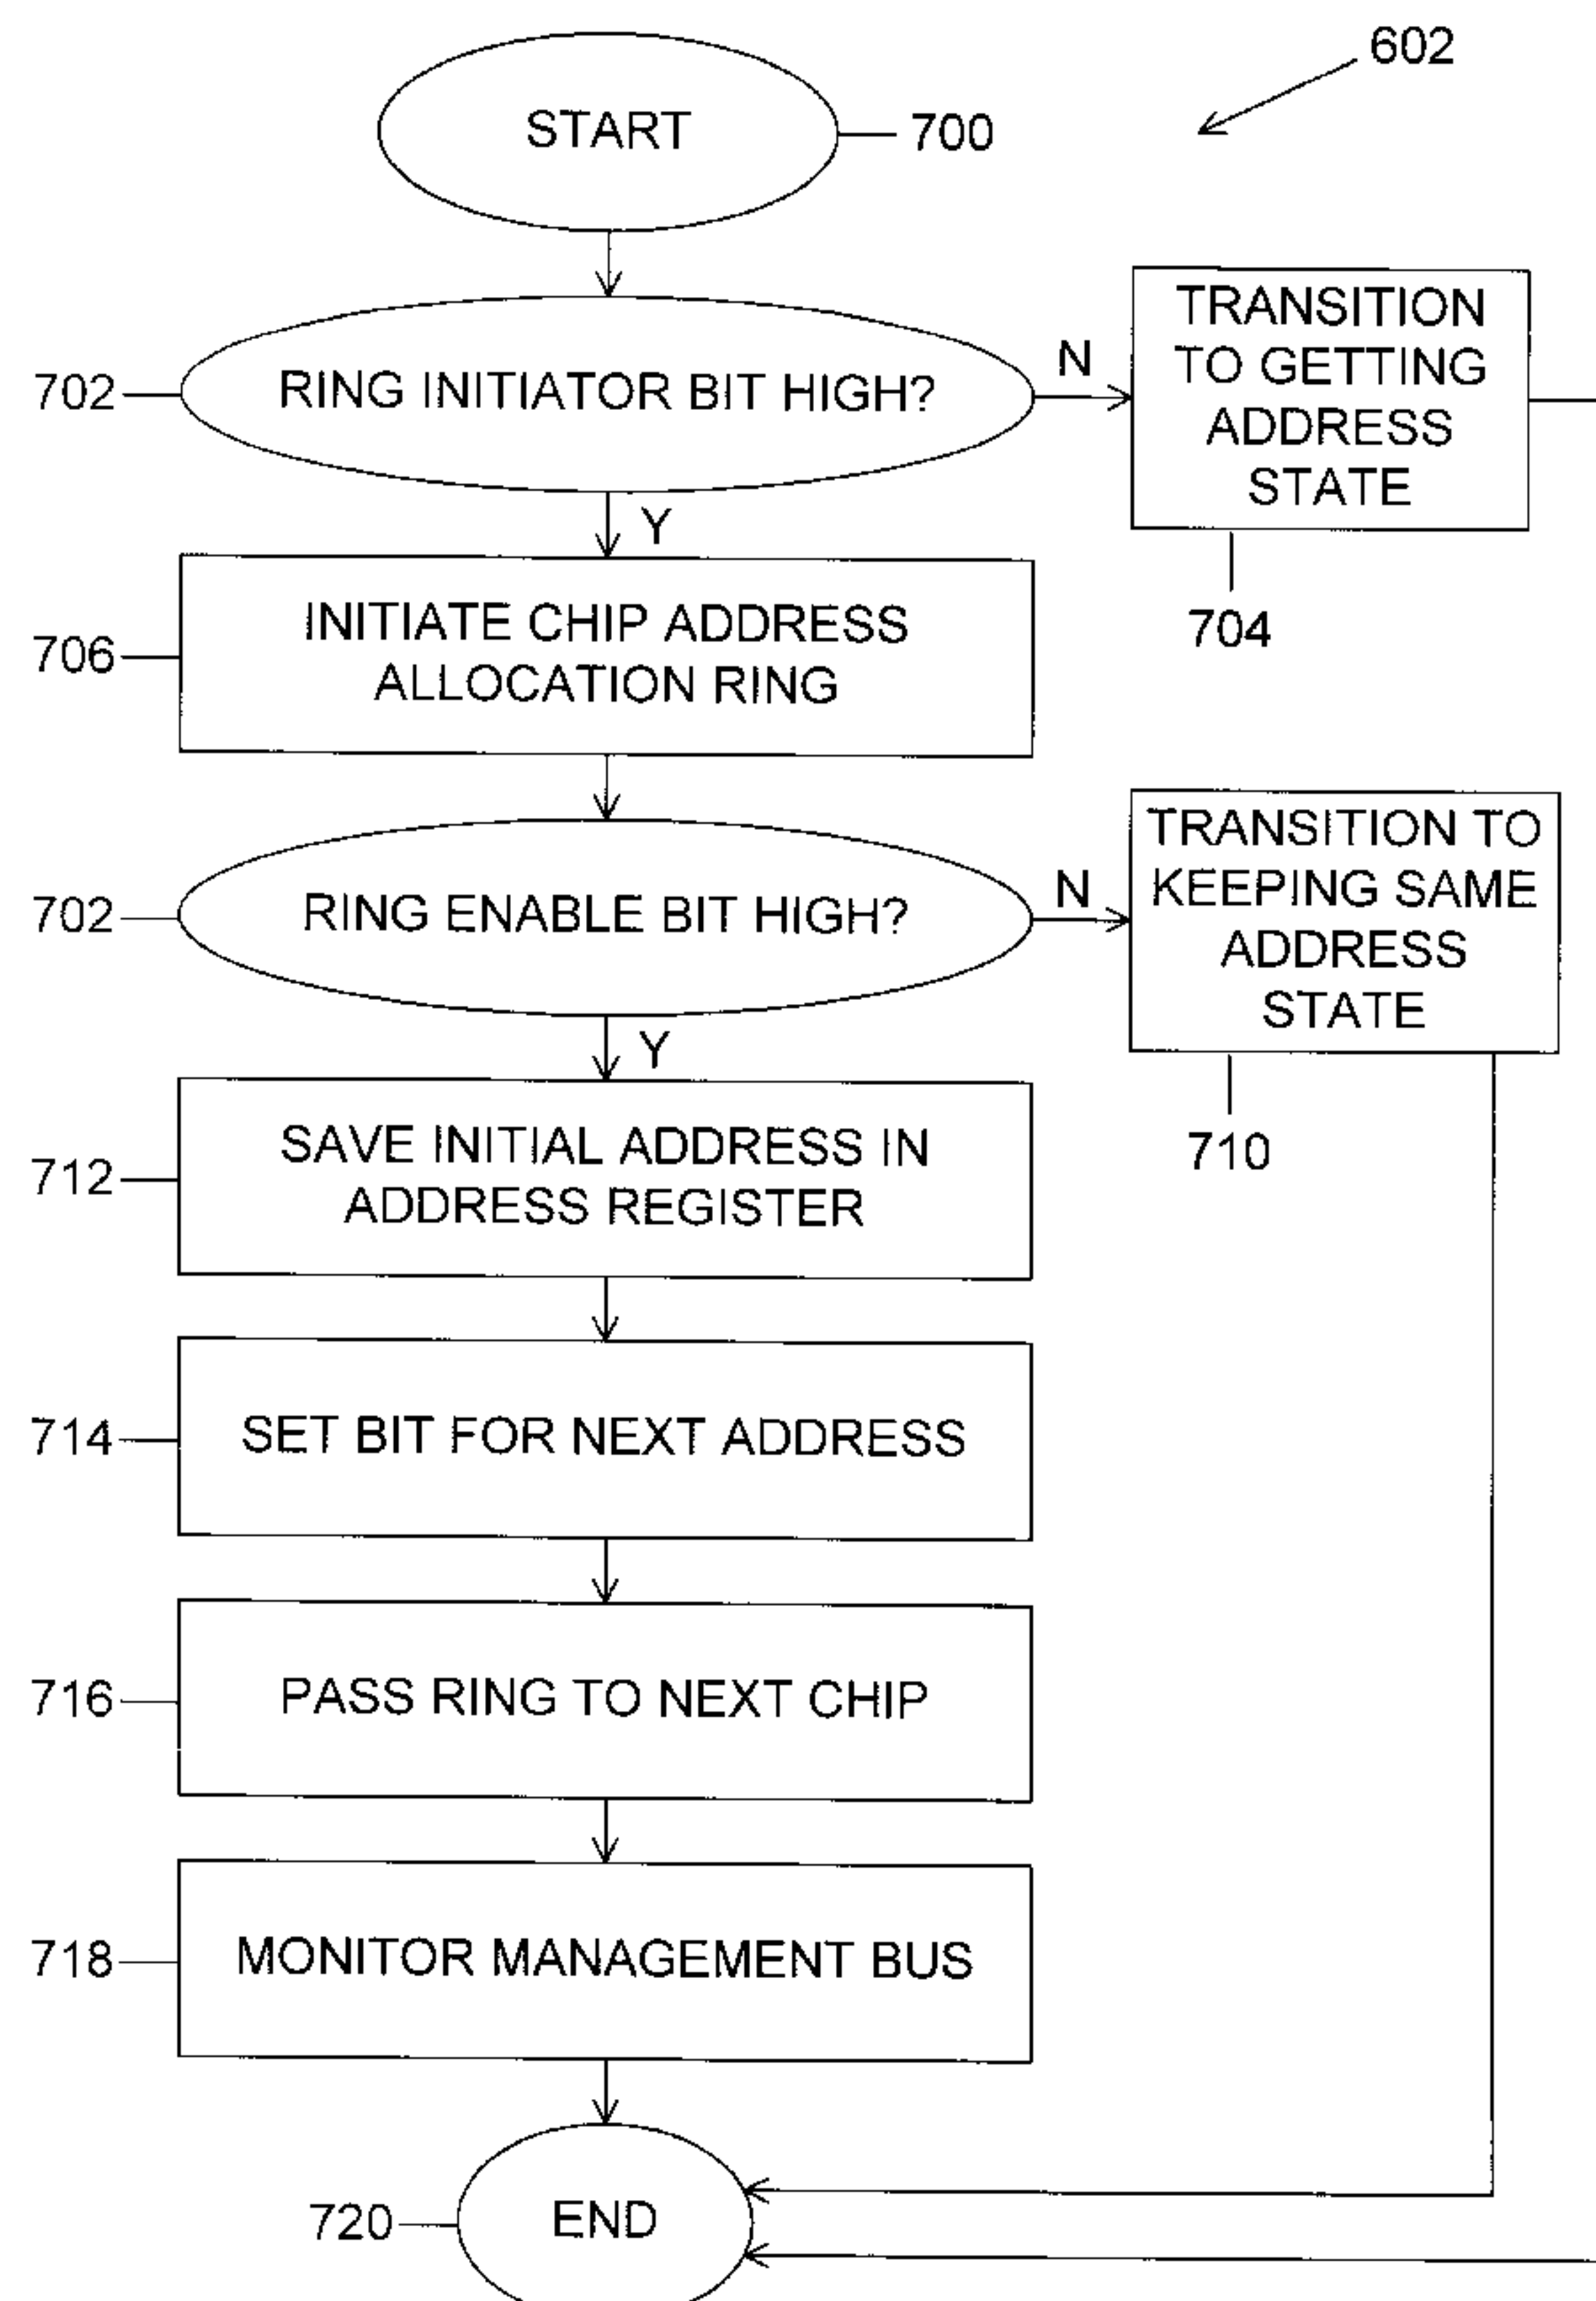 602
START
700
702
RING INITIATOR BIT HIGH?
N
TRANSITION
TO GETTING
ADDRESS
STATE
704
Y
706
INITIATE CHIP ADDRESS
ALLOCATION RING
702
RING ENABLE BIT HIGH?
N
TRANSITION TO
KEEPING SAME
ADDRESS
STATE
710
Y
712
SAVE INITIAL ADDRESS IN
ADDRESS REGISTER
714
SET BIT FOR NEXT ADDRESS
716
PASS RING TO NEXT CHIP
718
MONITOR MANAGEMENT BUS
720
END